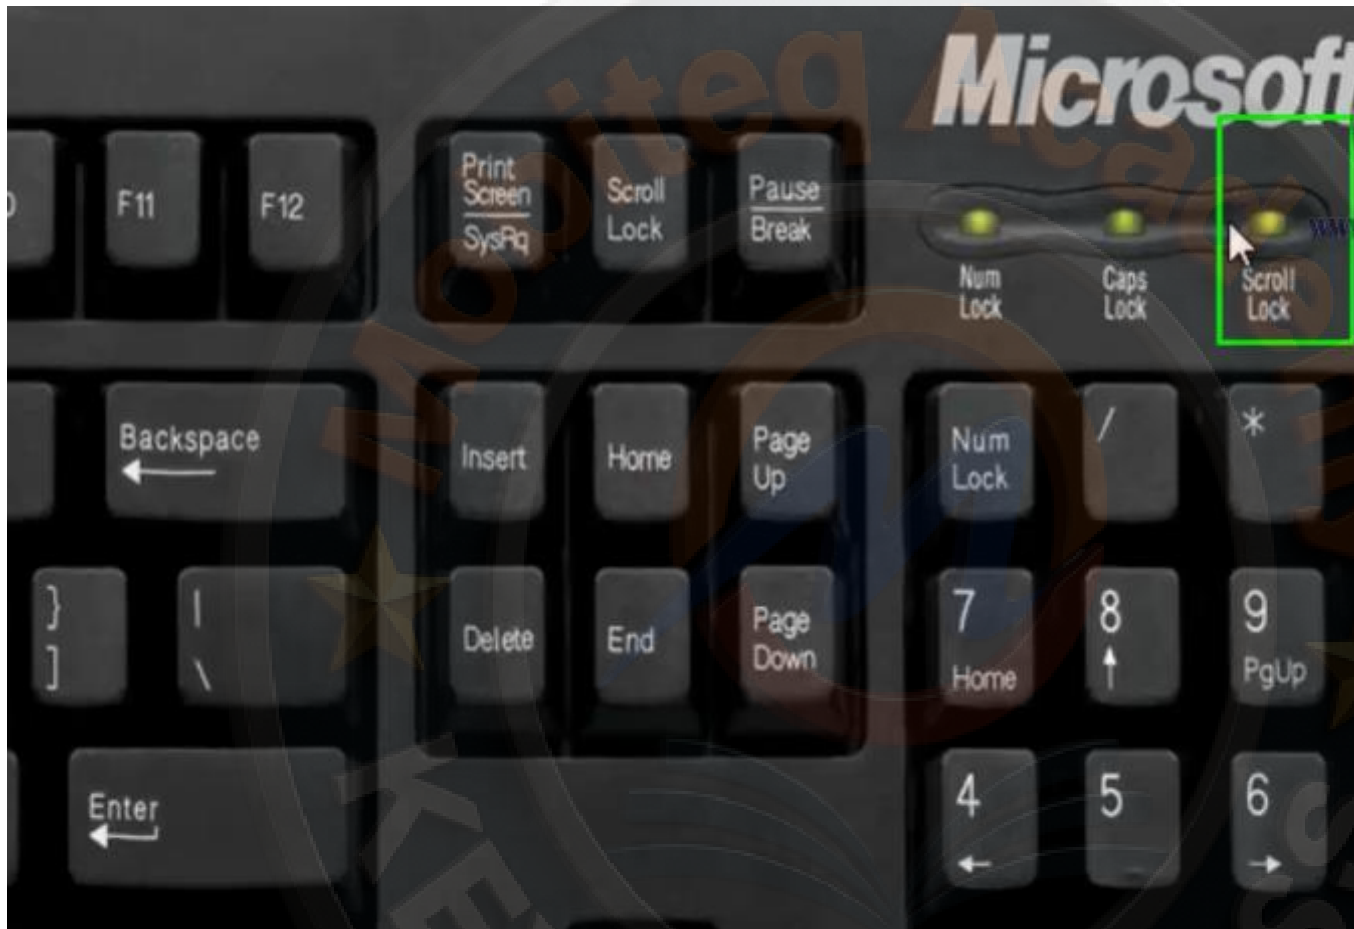 Microsoft
F11
F12
Print
Screen
SysRq
Scroll
Lock
Pause
Break
Num
Lock
Caps
Lock
Scroll
Lock
Backspace
Insert
Home
Page
Up
Num
Lock
/
*
}
]
|
\
Delete
End
Page
Down
7
Home
8
9
PgUp
Enter
4
5
6
Mobiteq